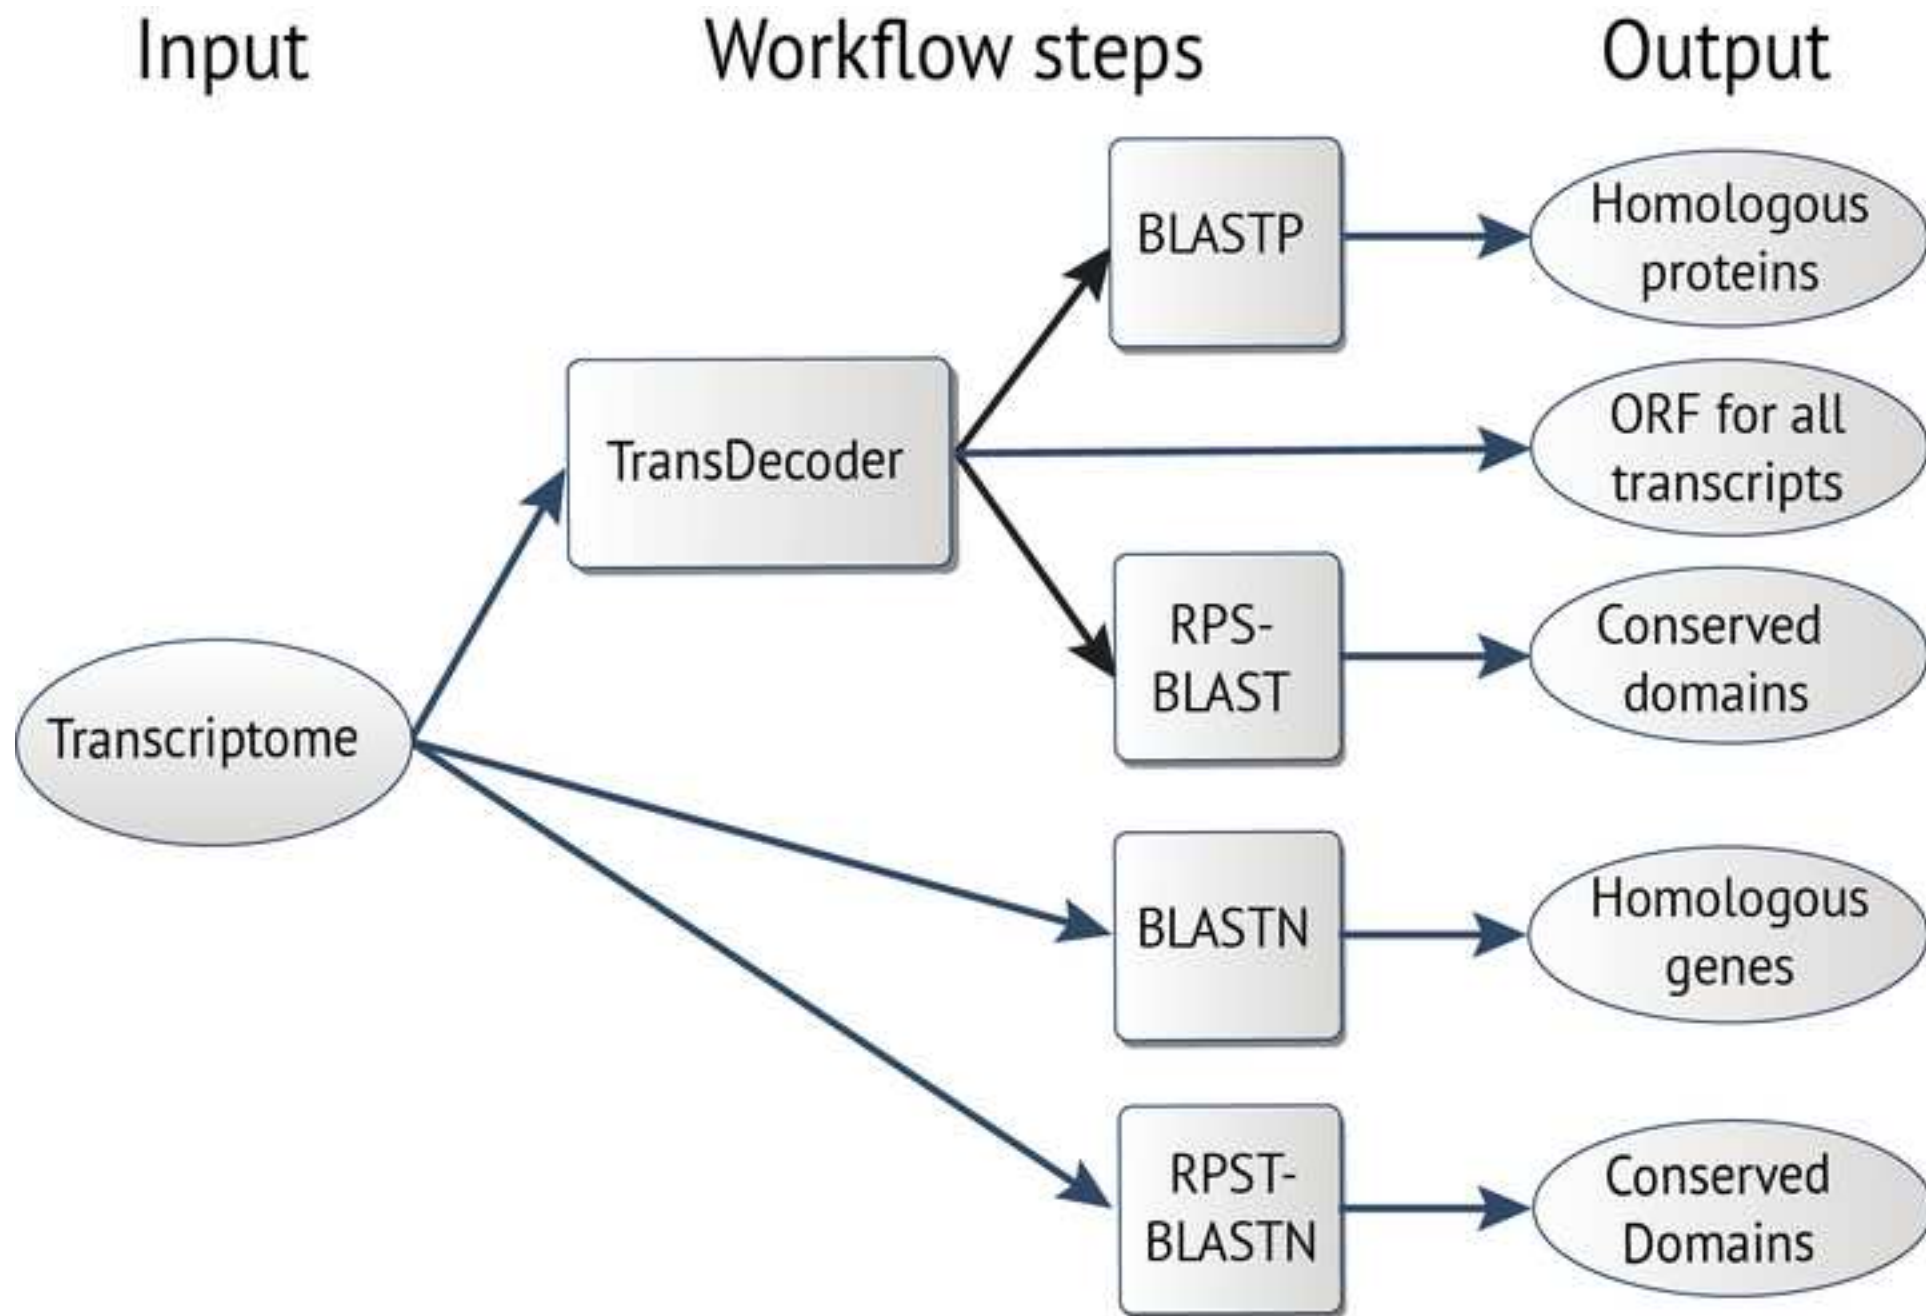 Input
Workflow steps
Output
BLASTP
Homologous
proteins
TransDecoder
ORF for all
transcripts
RPS-
BLAST
Conserved
domains
Transcriptome
BLASTN
Homologous
genes
RPST-
BLASTN
Conserved
Domains